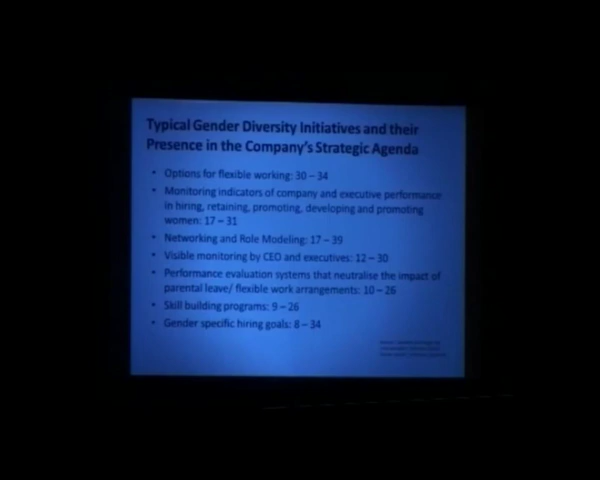 Typical Gender Diversity Initiatives and their
Presence in the Company's Strategic Agenda
• Options for flexible working: 30 – 34
• Monitoring indicators of company and executive performance
in hiring, retaining, promoting, developing and promoting
women: 17 – 31
• Networking and Role Modeling: 17 – 39
• Visible monitoring by CEO and executives: 12 – 30
• Performance evaluation systems that neutralise the impact of
parental leave/ flexible work arrangements: 10 – 26
• Skill building programs: 9 – 26
• Gender specific hiring goals: 8 – 34